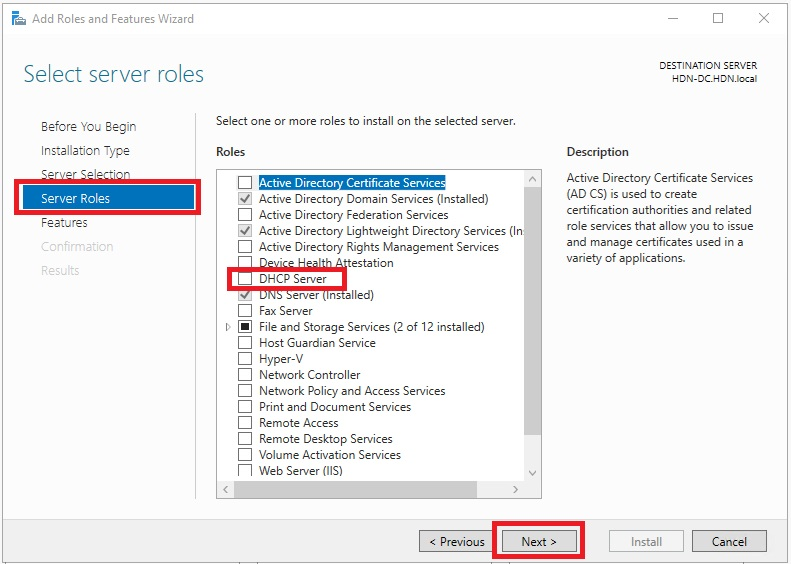 Add Roles and Features Wizard
Select server roles
DESTINATION SERVER
HDN-DC.HDN.local
Before You Begin
Installation Type
Server Selection
Server Roles
Features
Confirmation
Results
Select one or more roles to install on the selected server.
Roles
Active Directory Certificate Services
Active Directory Domain Services (Installed)
Active Directory Federation Services
Active Directory Lightweight Directory Services (In
Active Directory Rights Management Services
Device Health Attestation
DHCP Server
DNS Server (Installed)
Fax Server
File and Storage Services (2 of 12 installed)
Host Guardian Service
Hyper-V
Network Controller
Network Policy and Access Services
Print and Document Services
Remote Access
Remote Desktop Services
Volume Activation Services
Web Server (IIS)
Description
Active Directory Certificate Services
(AD CS) is used to create
certification authorities and related
role services that allow you to issue
and manage certificates used in a
variety of applications.
< Previous
Next >
Install
Cancel